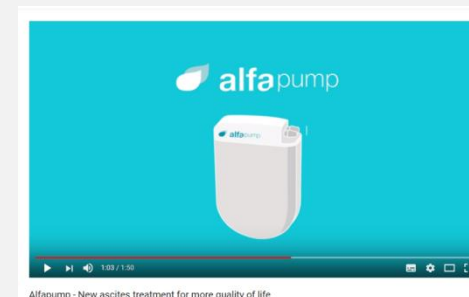 alfapump
alfapump
1:03 / 1:50
Alfapump - New ascites treatment for more quality of life